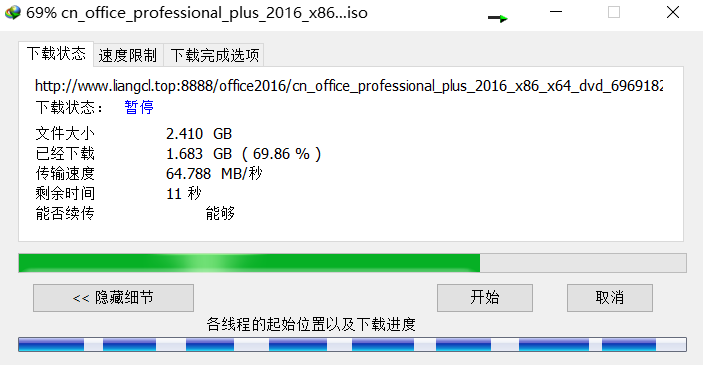 69% cn_office_professional_plus_2016_x86...iso
下载状态 速度限制 下载完成选项
http://www.liangcl.top:8888/office2016/cn_office_professional_plus_2016_x86_x64_dvd_6969182
下载状态： 暂停
文件大小 2.410 GB
已经下载 1.683 GB ( 69.86 % )
传输速度 64.788 MB/秒
剩余时间 11 秒
能否续传 能够
<< 隐藏细节 开始 取消
各线程的起始位置以及下载进度